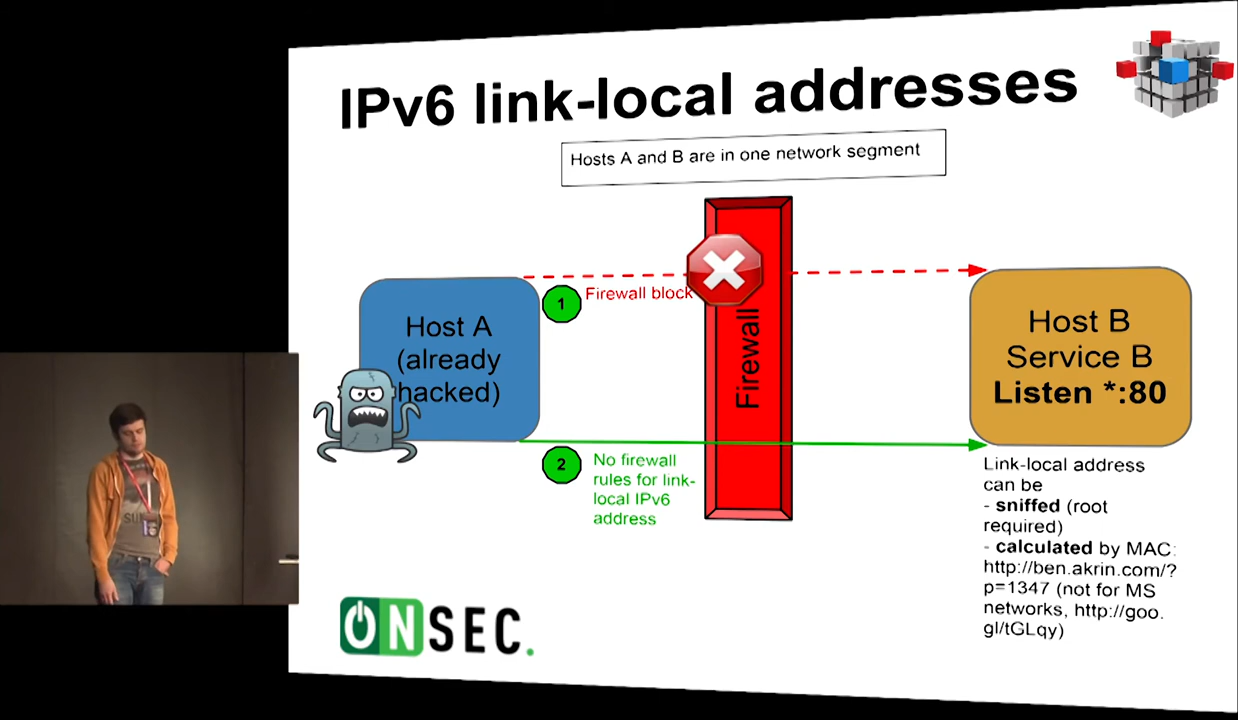 IPv6 link-local addresses
Hosts A and B are in one network segment
1
Firewall block
Host A
(already
hacked)
Firewall
Host B
Service B
Listen *:80
2
No firewall
rules for link-
local IPv6
address
Link-local address
can be
- sniffed (root
required)
- calculated by MAC:
http://ben.akrin.com/?
p=1347 (not for MS
networks, http://goo.
gl/tGLqy)
ONSEC.